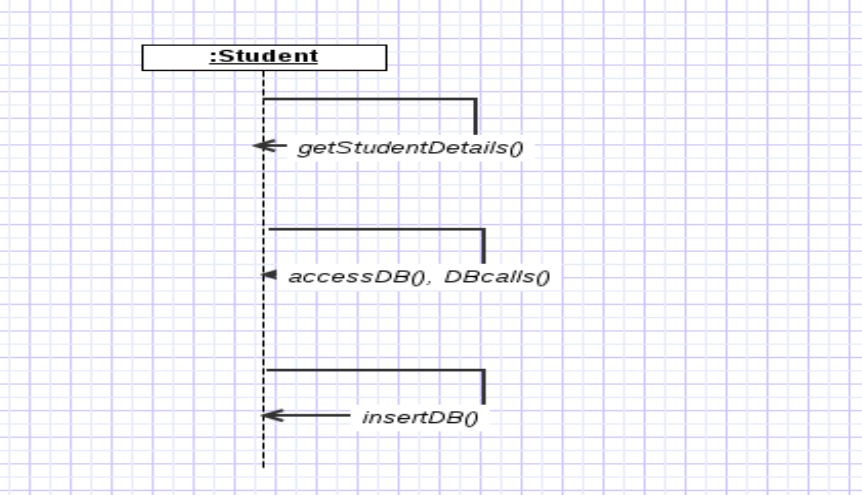 :Student
getStudentDetails()
accessDB(), DBcalls()
insertDB()